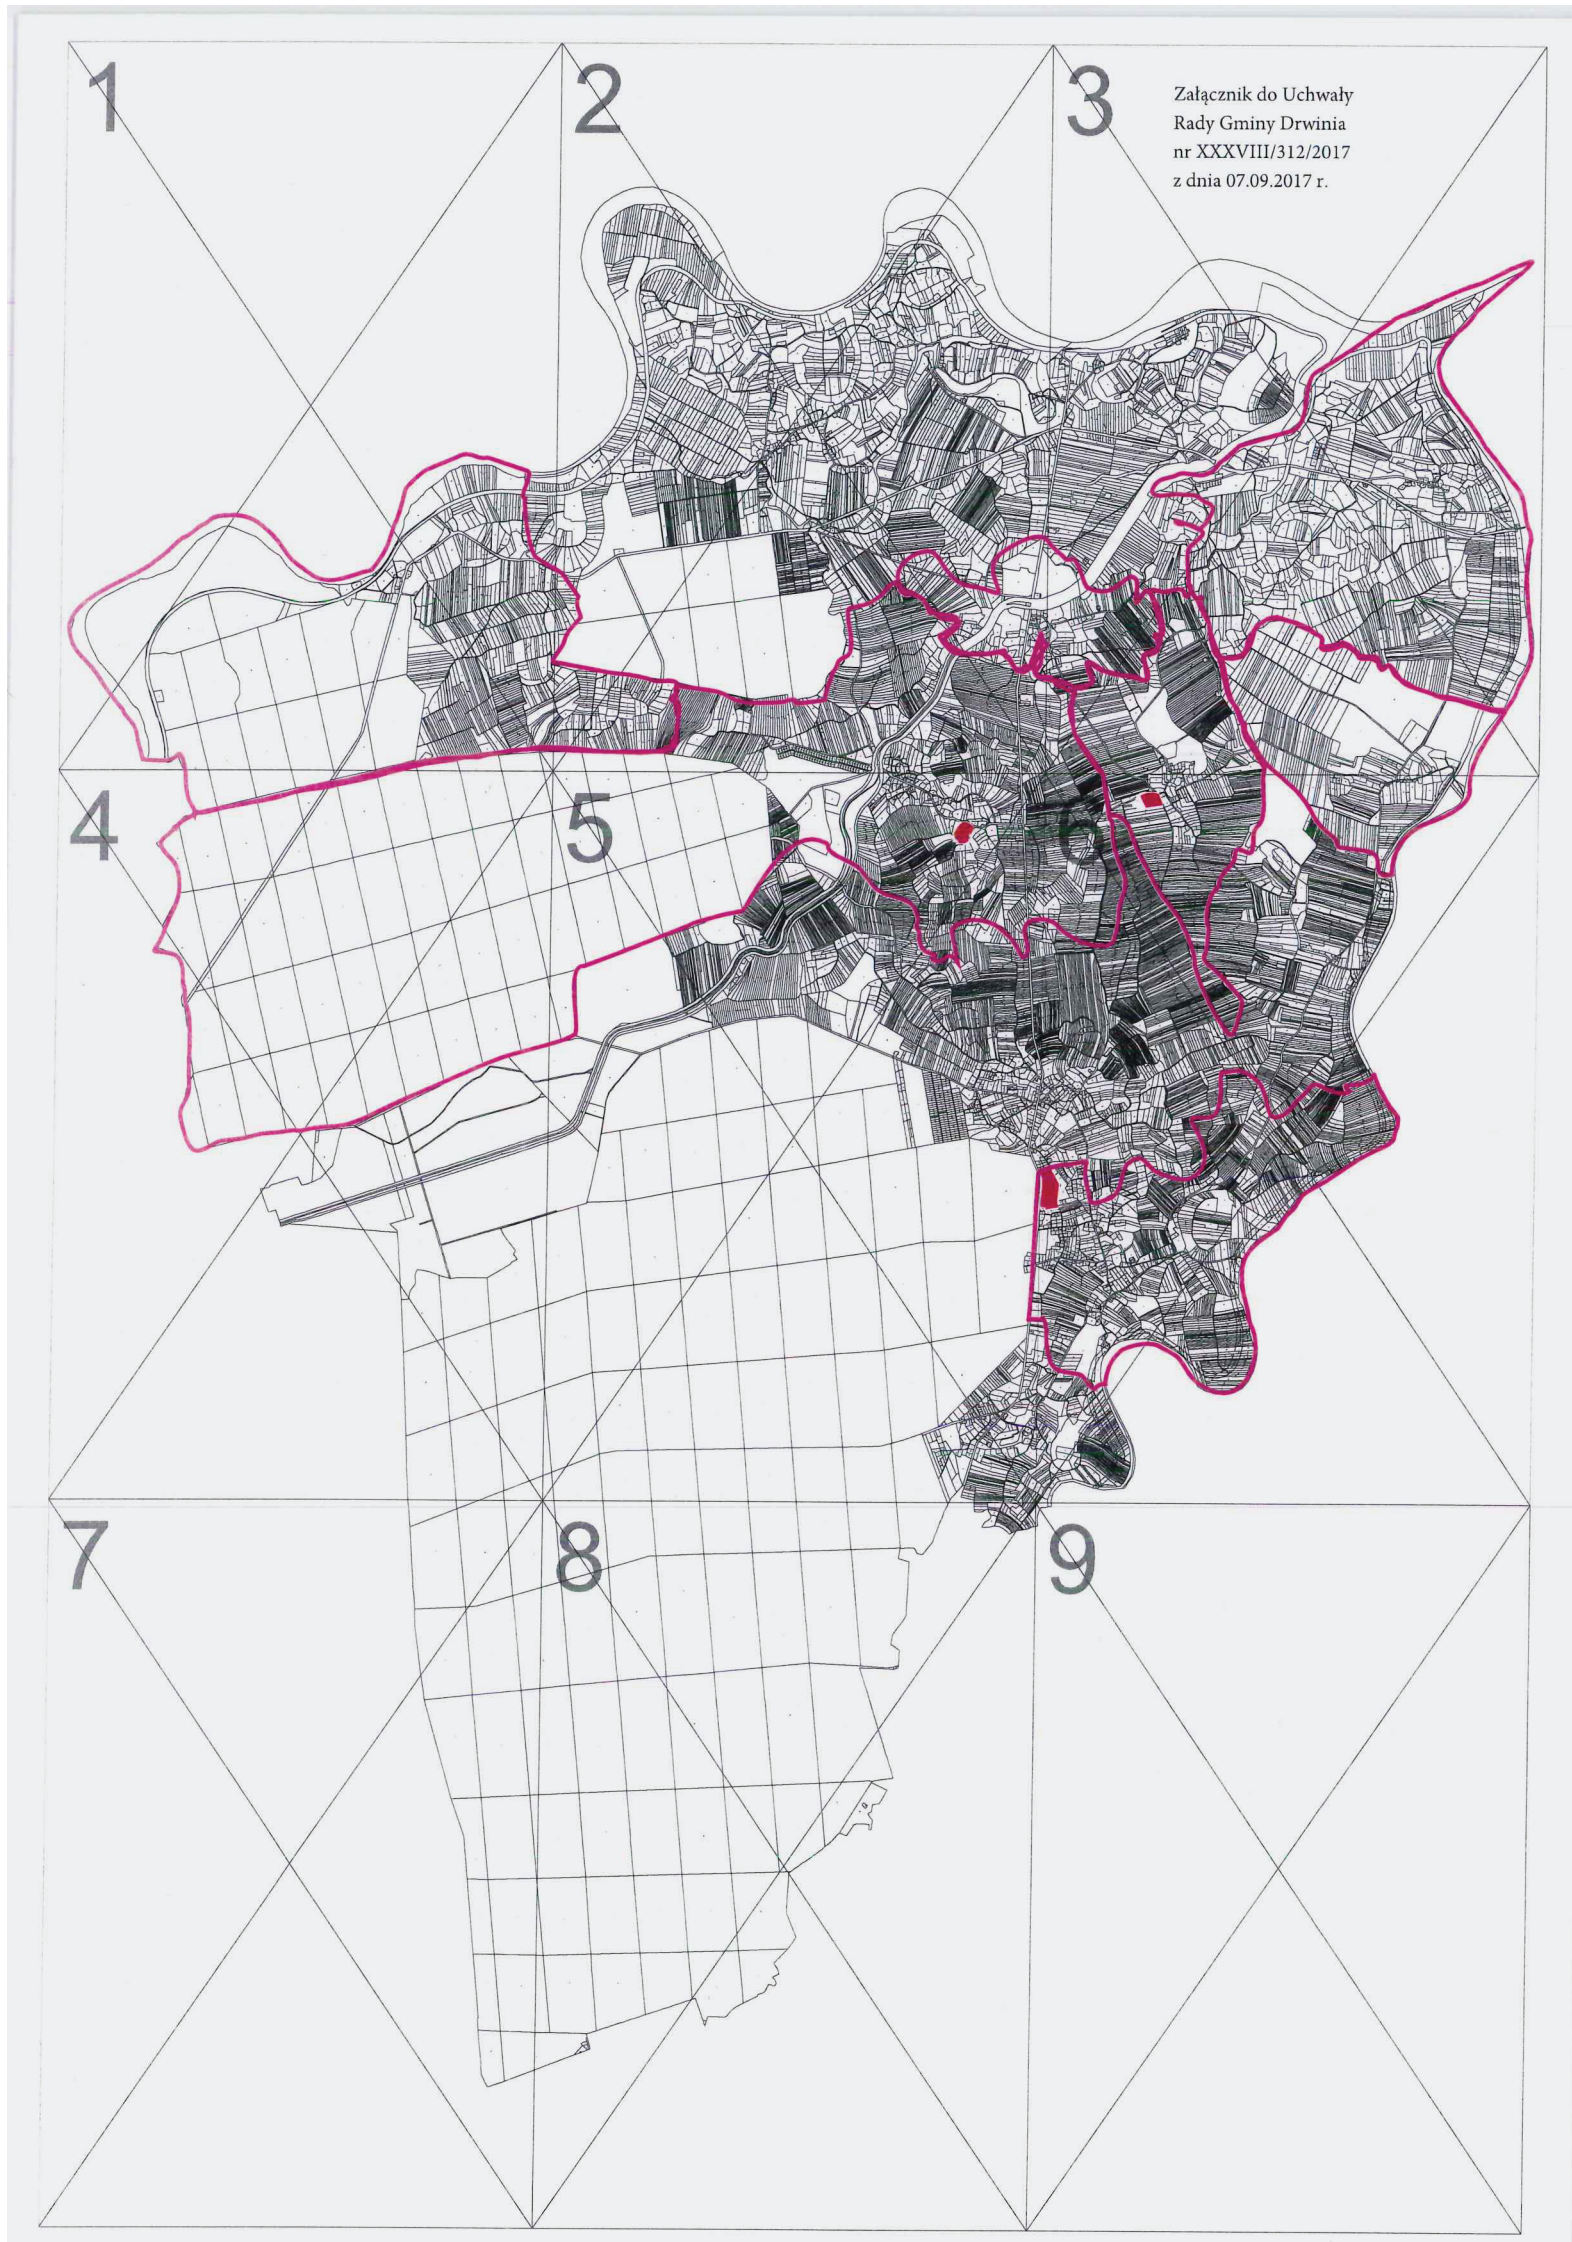 1
2
3
Załącznik do Uchwały
Rady Gminy Drwinia
nr XXXVIII/312/2017
z dnia 07.09.2017 r.
4
5
6
7
8
9